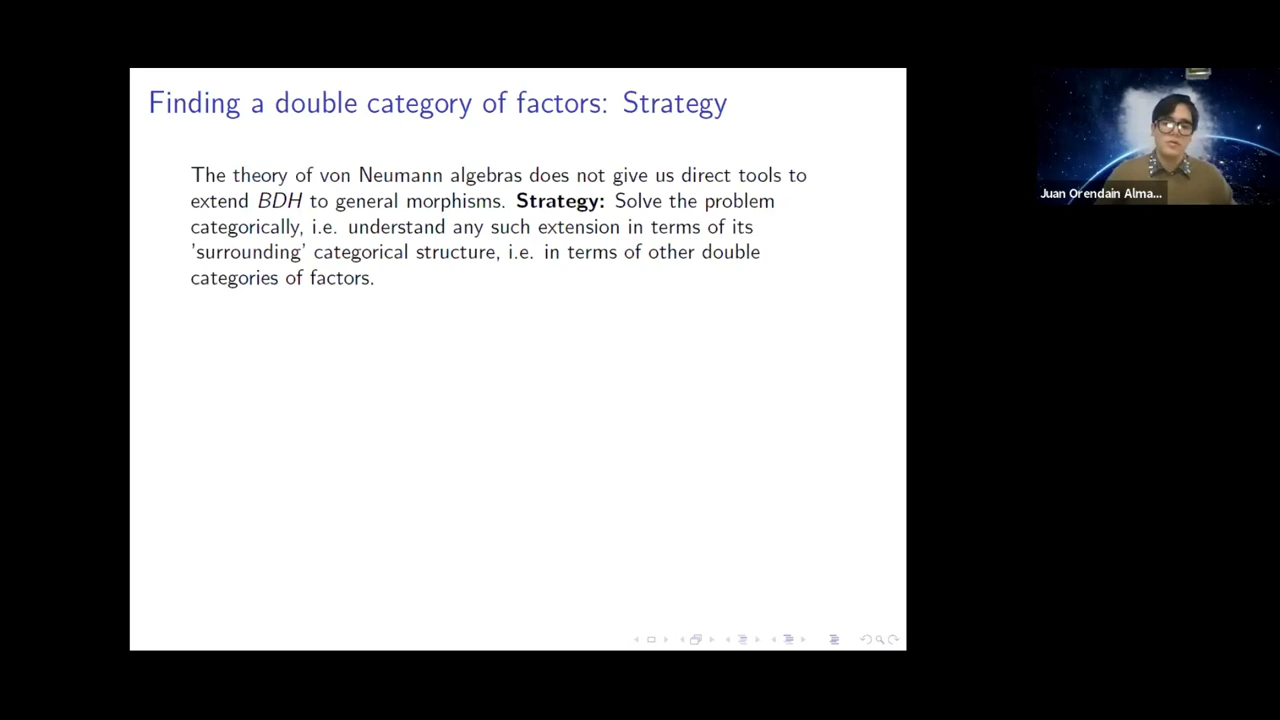 Finding a double category of factors: Strategy
The theory of von Neumann algebras does not give us direct tools to
extend BDH to general morphisms. Strategy: Solve the problem
categorically, i.e. understand any such extension in terms of its
'surrounding' categorical structure, i.e. in terms of other double
categories of factors.
Juan Orendain Alma...